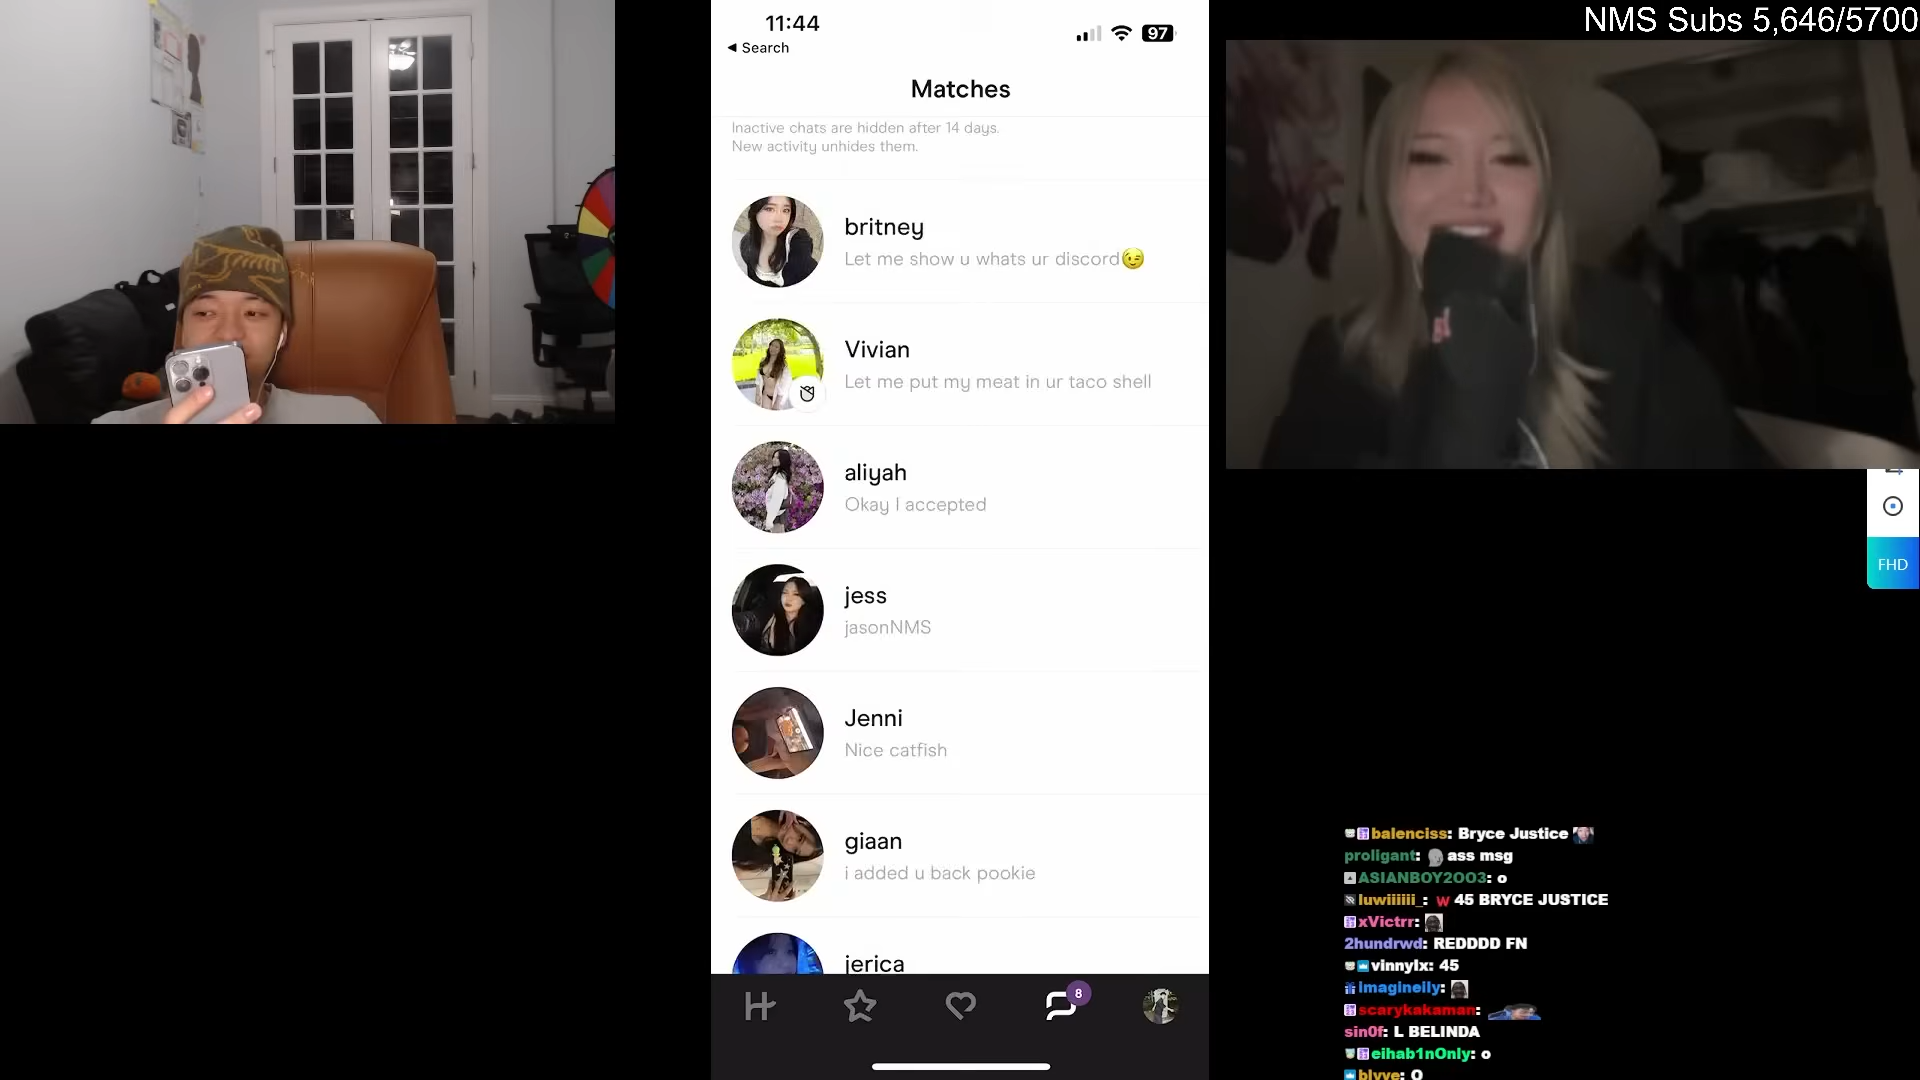 NMS Subs 5,646/5700
11:44
97
◀ Search
Matches
Inactive chats are hidden after 14 days.
New activity unhides them.
britney
Let me show u whats ur discord😉
Vivian
Let me put my meat in ur taco shell
aliyah
Okay I accepted
jess
jasonNMS
Jenni
Nice catfish
giaan
i added u back pookie
jerica
8
FHD
balenciss: Bryce Justice
proligant: ass msg
ASIANBOY2003: o
luwiiiiii_: W 45 BRYCE JUSTICE
xVictrr:
2hundrwd: REDDDD FN
vinnylx: 45
imagineily:
scarykakaman:
sin0f: L BELINDA
eihab1nOnly: o
blyye: O